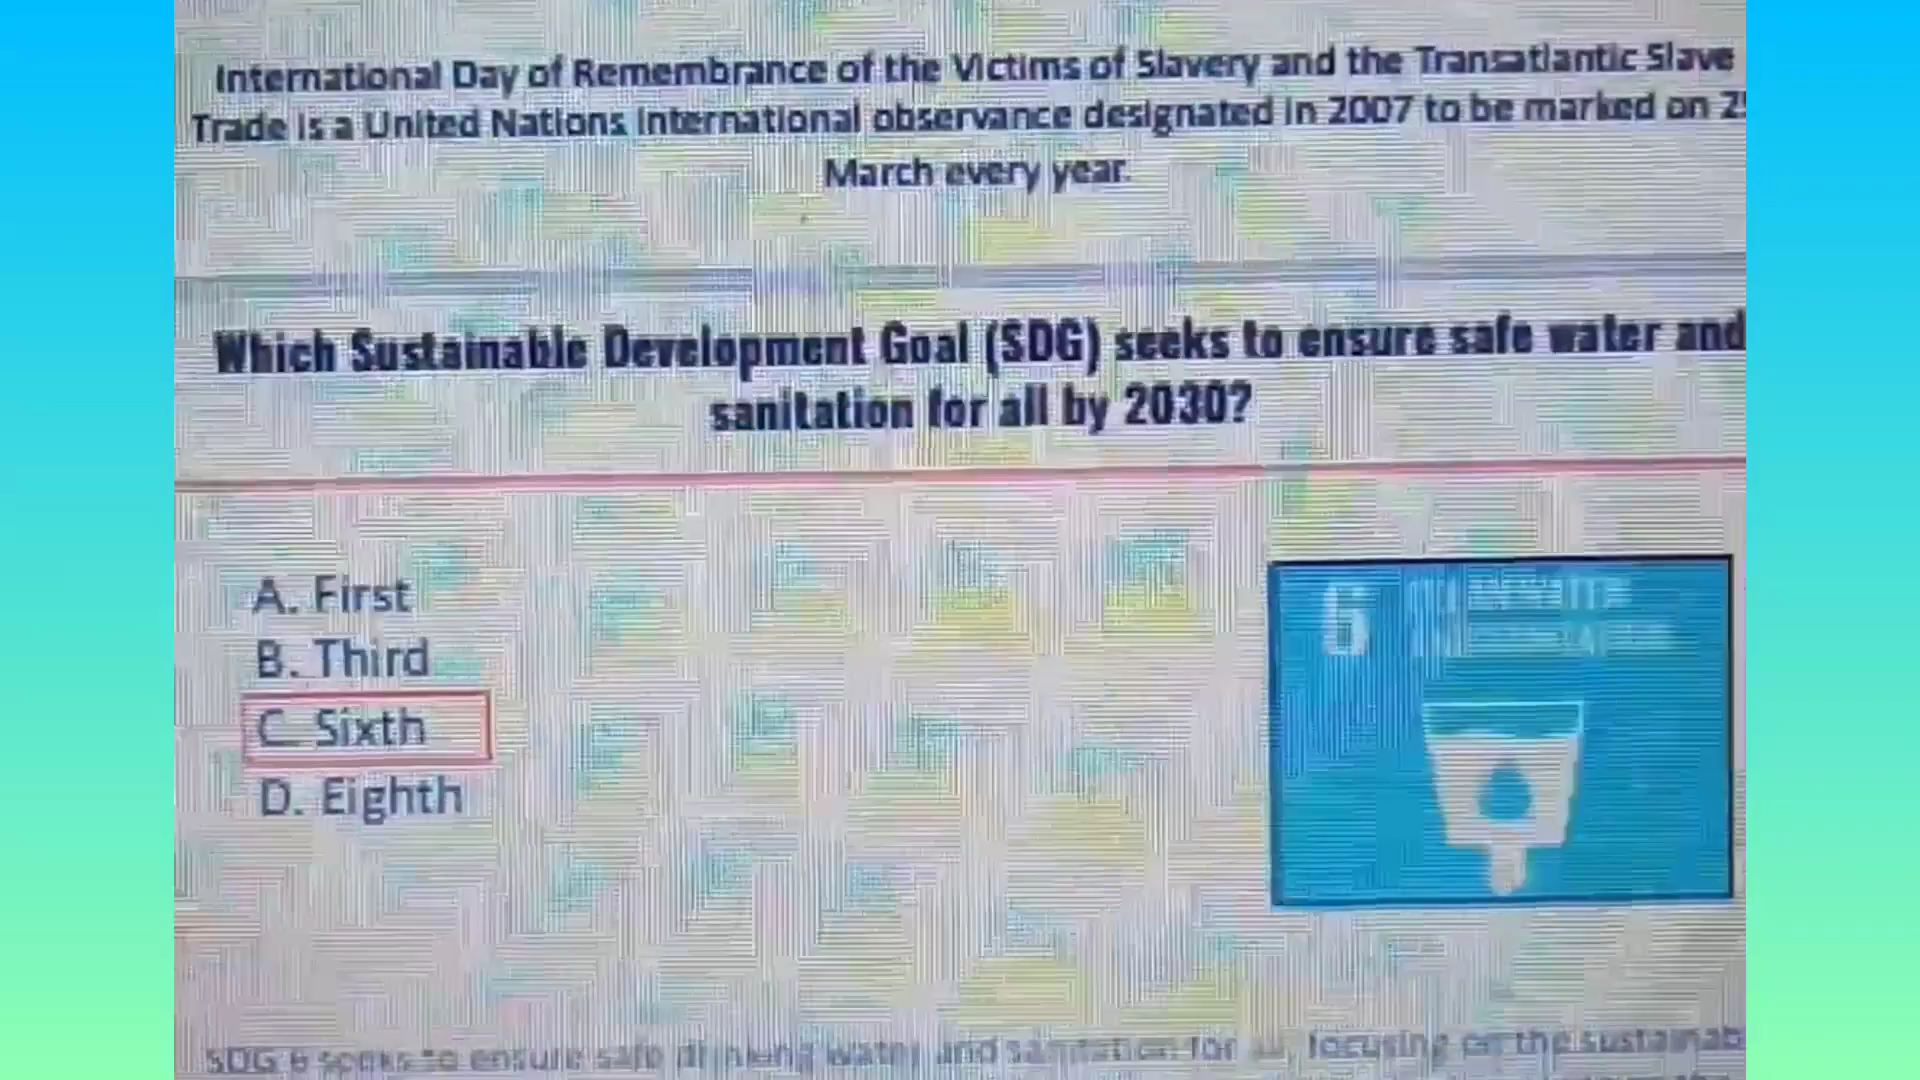 International Day of Remembrance of the Victims of Slavery and the Transatlantic Slave
Trade is a United Nations international observance designated in 2007 to be marked on
March every year.
Which Sustainable Development Goal (SDG) seeks to ensure safe water and
sanitation for all by 2030?
A. First
B. Third
C. Sixth
D. Eighth
6
SDG 6 seeks to ensure safe drinking water and sanitation for all, focusing on the